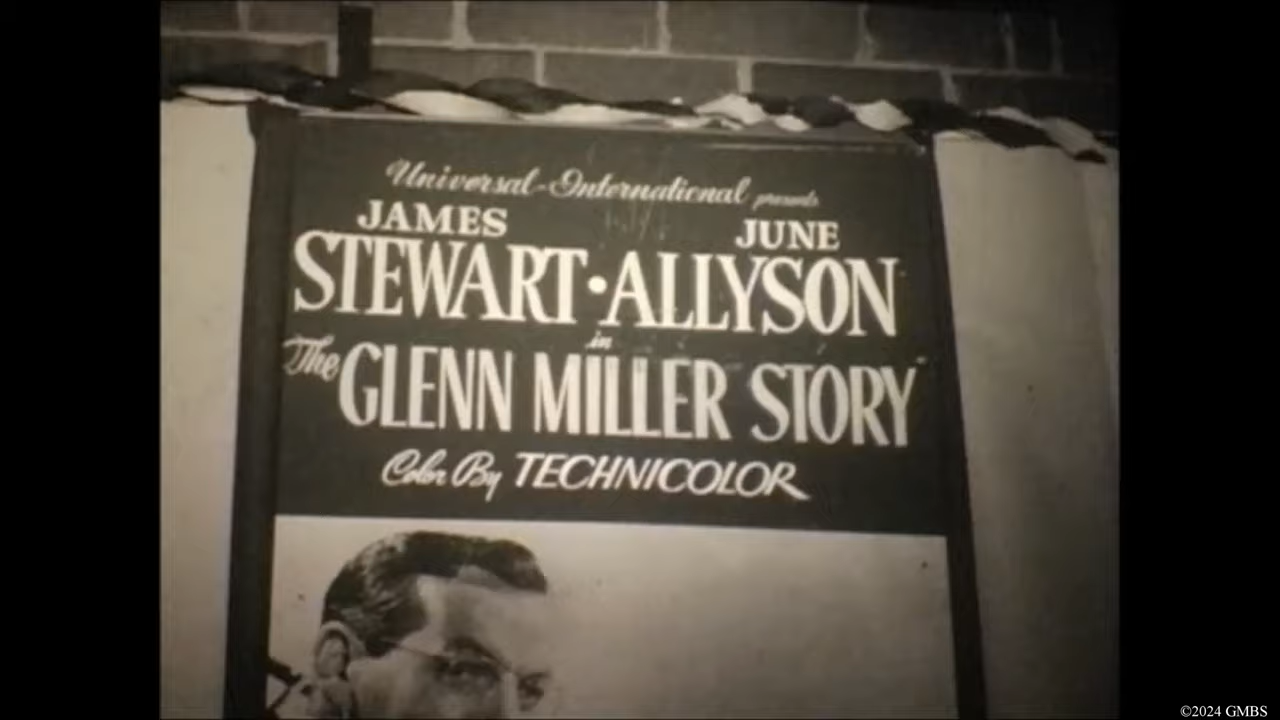 Universal-International presents
JAMES JUNE
STEWART·ALLYSON
in
The GLENN MILLER STORY
Color By TECHNICOLOR
©2024 GMBS